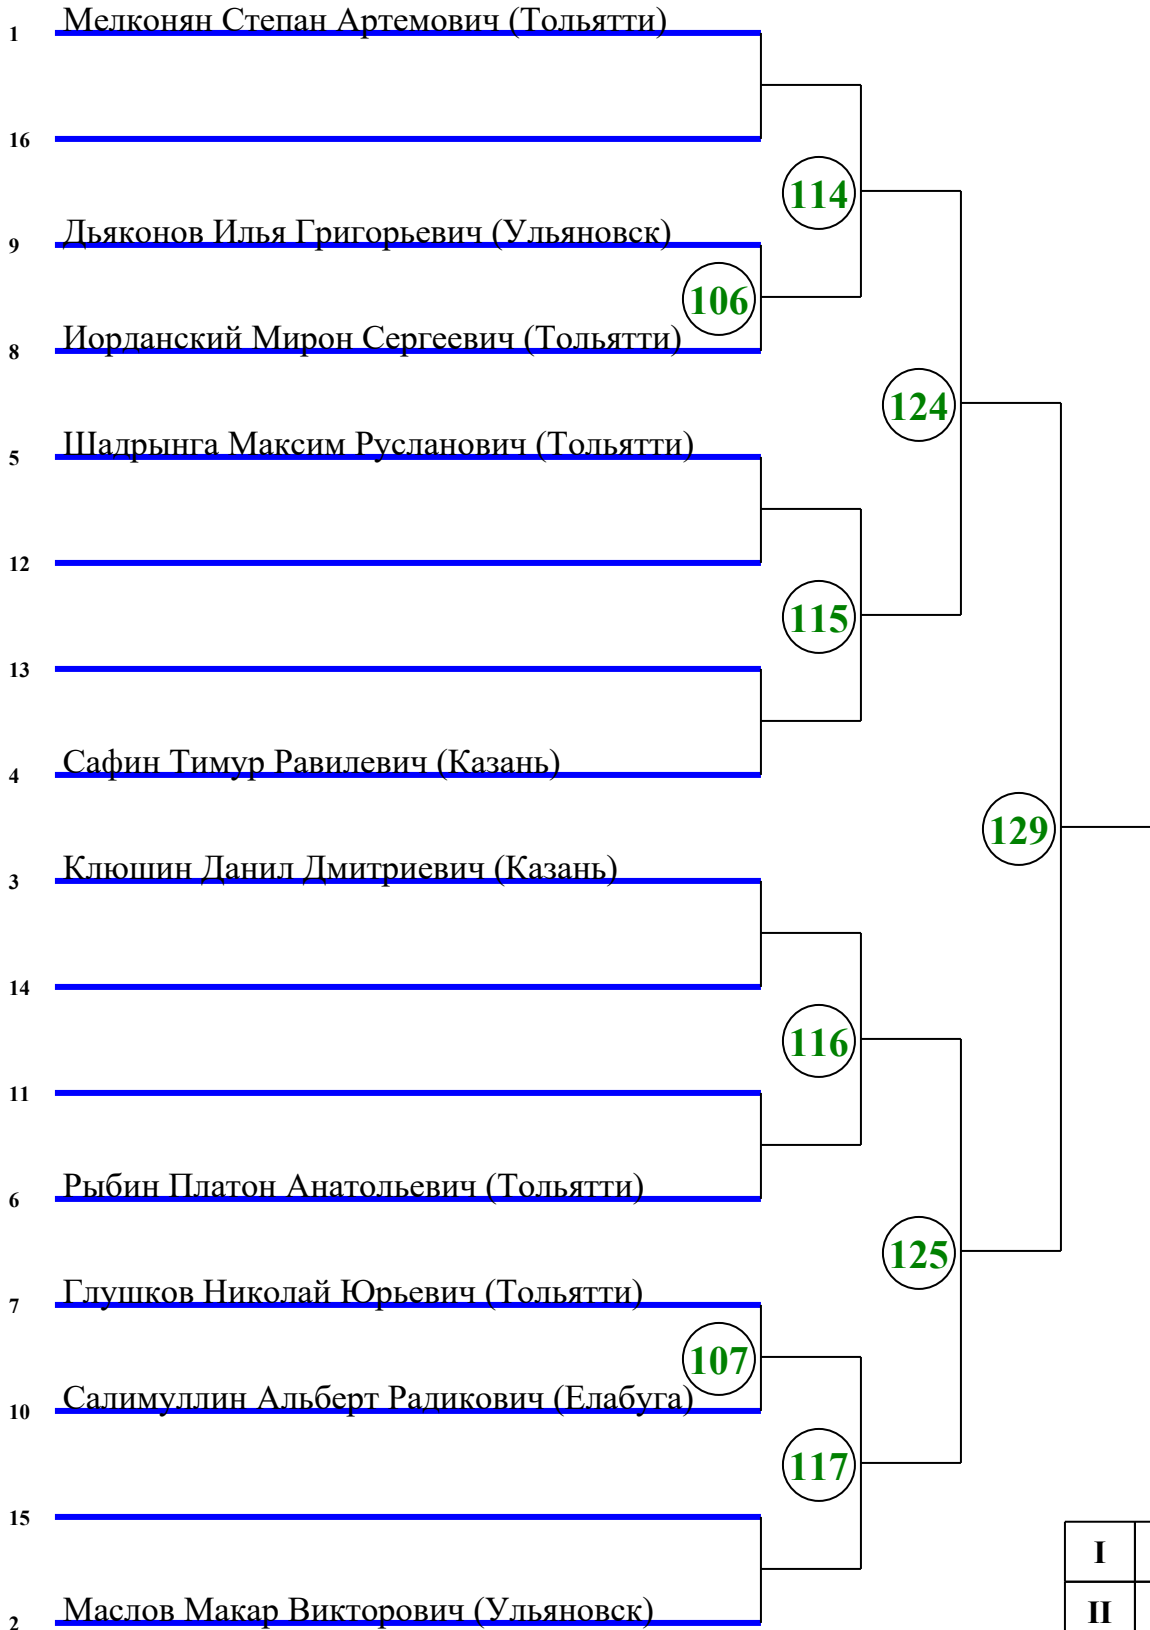 1 Мелконян Степан Артемович (Тольятти)
16
114
9 Дьяконов Илья Григорьевич (Ульяновск)
106
8 Иорданский Мирон Сергеевич (Тольятти)
124
5 Шадрынга Максим Русланович (Тольятти)
12
115
13
4 Сафин Тимур Равилевич (Казань)
129
3 Клюшин Данил Дмитриевич (Казань)
14
116
11
6 Рыбин Платон Анатольевич (Тольятти)
125
7 Глушков Николай Юрьевич (Тольятти)
107
10 Салимуллин Альберт Радикович (Елабуга)
117
15
I
2 Маслов Макар Викторович (Ульяновск)
II